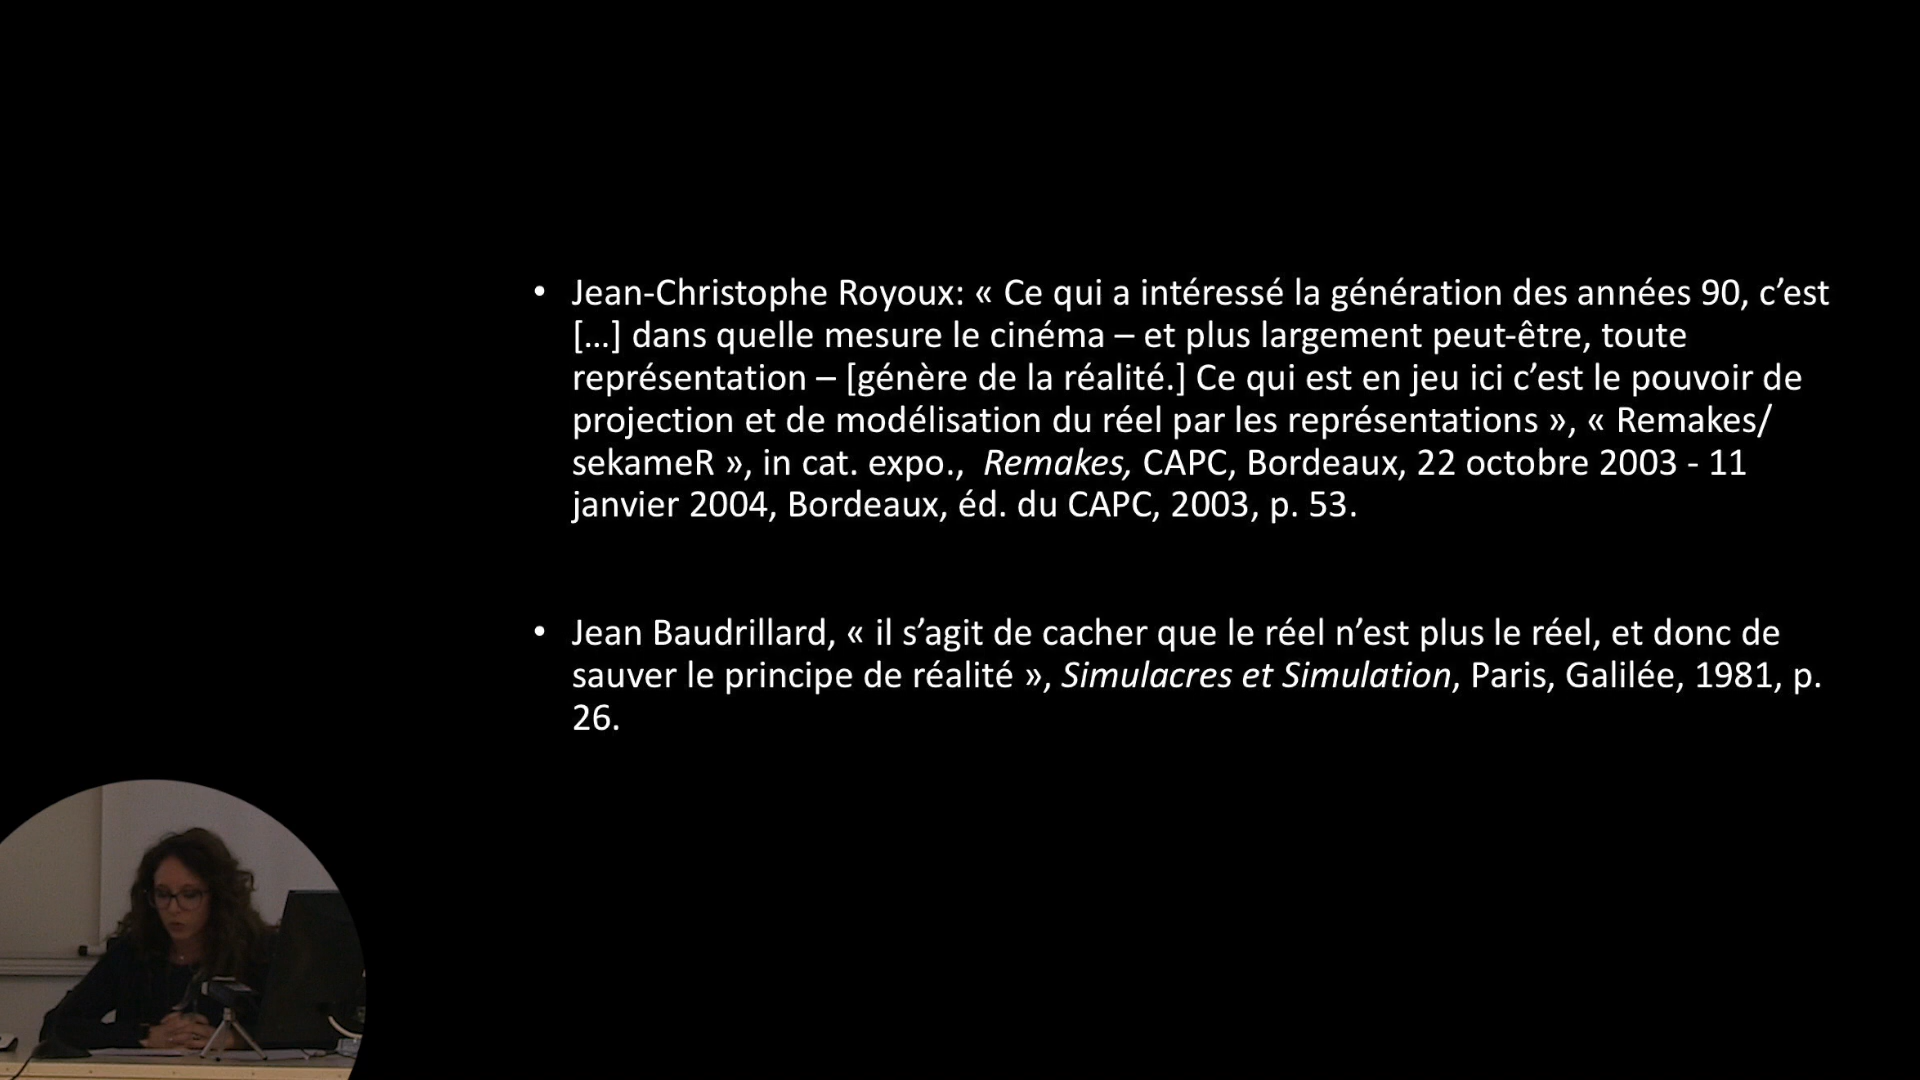 • Jean-Christophe Royoux: « Ce qui a intéressé la génération des années 90, c’est
[…] dans quelle mesure le cinéma – et plus largement peut-être, toute
représentation – [génère de la réalité.] Ce qui est en jeu ici c’est le pouvoir de
projection et de modélisation du réel par les représentations », « Remakes/
sekameR », in cat. expo., Remakes, CAPC, Bordeaux, 22 octobre 2003 - 11
janvier 2004, Bordeaux, éd. du CAPC, 2003, p. 53.
• Jean Baudrillard, « il s’agit de cacher que le réel n’est plus le réel, et donc de
sauver le principe de réalité », Simulacres et Simulation, Paris, Galilée, 1981, p.
26.